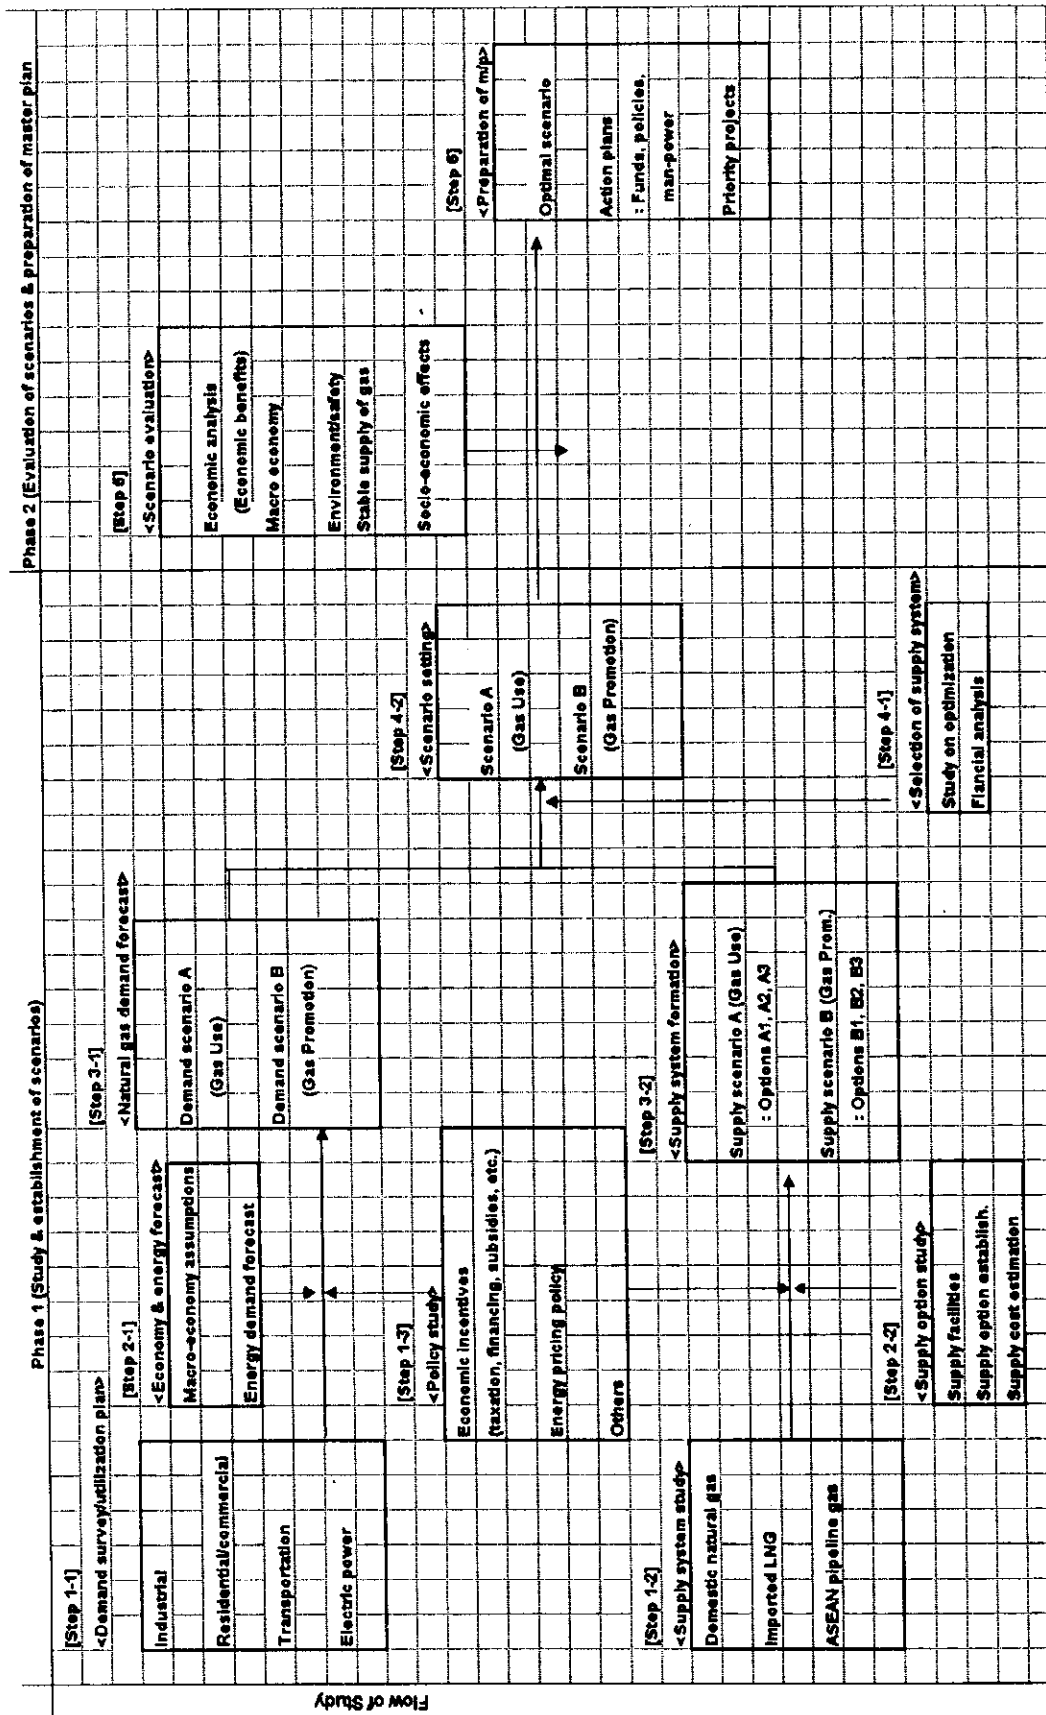 Flow of Study
Phase 1 (Study & establishment of scenarios)
[Step 1-1]
<Demand survey/utilization plan>
Industrial
Residential/commercial
Transportation
Electric power
[Step 1-2]
<Supply system study>
Domestic natural gas
Imported LNG
ASEAN pipeline gas
[Step 2-1]
<Economy & energy forecast>
Macro-economy assumptions
Energy demand forecast
[Step 1-3]
<Policy study>
Economic incentives
(taxation, financing, subsidies, etc.)
Energy pricing policy
Others
[Step 2-2]
<Supply option study>
Supply facilities
Supply option establish.
Supply cost estimation
[Step 3-1]
<Natural gas demand forecast>
Demand scenario A
(Gas Use)
Demand scenario B
(Gas Promotion)
[Step 3-2]
<Supply system formation>
Supply scenario A (Gas Use)
: Options A1, A2, A3
Supply scenario B (Gas Prom.)
: Options B1, B2, B3
[Step 4-2]
<Scenario setting>
Scenario A
(Gas Use)
Scenario B
(Gas Promotion)
[Step 4-1]
<Selection of supply system>
Study on optimization
Fiancial analysis
Phase 2 (Evaluation of scenarios & preparation of master plan
[Step 5]
<Scenario evaluation>
Economic analysis
(Economic benefits)
Macro economy
Environment/safety
Stable supply of gas
Socio-economic effects
[Step 6]
<Preparation of m/p>
Optimal scenario
Action plans
: Funds, policies,
man-power
Priority projects